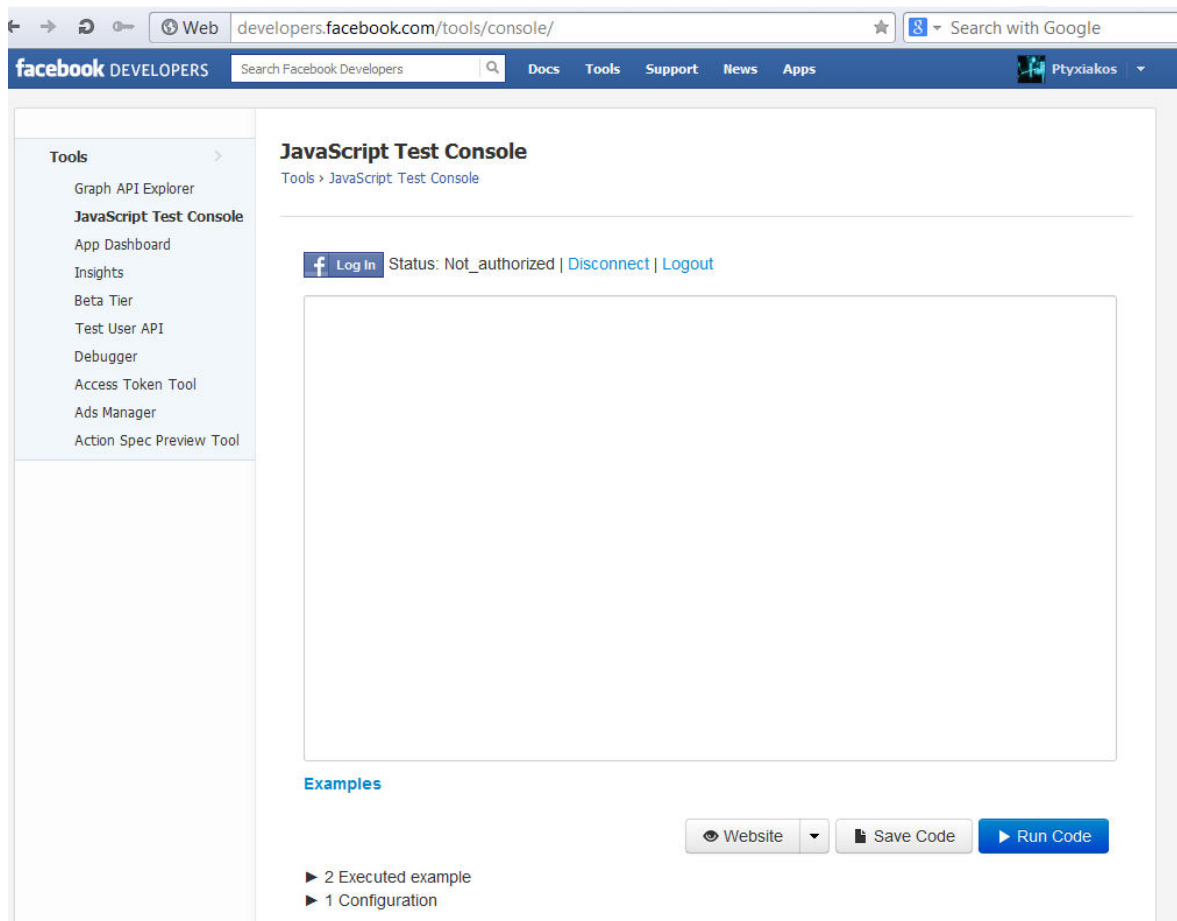 Web developers.facebook.com/tools/console/ 8 Search with Google
facebook DEVELOPERS Search Facebook Developers Docs Tools Support News Apps Ptyxiakos
Tools
Graph API Explorer
JavaScript Test Console
App Dashboard
Insights
Beta Tier
Test User API
Debugger
Access Token Tool
Ads Manager
Action Spec Preview Tool
JavaScript Test Console
Tools › JavaScript Test Console
f Log In Status: Not_authorized | Disconnect | Logout
Examples
Website Save Code Run Code
► 2 Executed example
► 1 Configuration